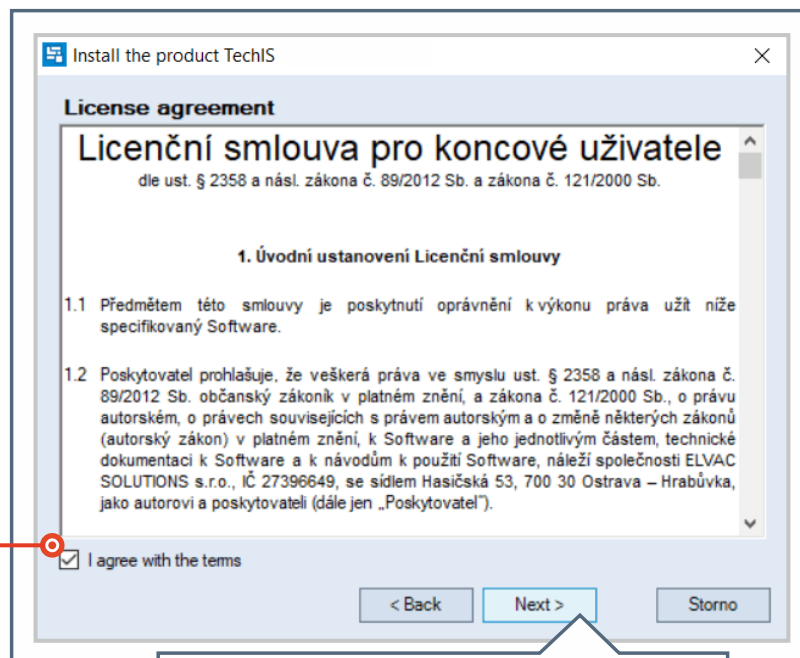 Install the product TechIS
License agreement
Licenční smlouva pro koncové uživatele
dle ust. § 2358 a násl. zákona č. 89/2012 Sb. a zákona č. 121/2000 Sb.
1. Úvodní ustanovení Licenční smlouvy
1.1 Předmětem této smlouvy je poskytnutí oprávnění k výkonu práva užít níže
specifikovaný Software.
1.2 Poskytovatel prohlašuje, že veškerá práva ve smyslu ust. § 2358 a násl. zákona č.
89/2012 Sb. občanský zákoník v platném znění, a zákona č. 121/2000 Sb., o právu
autorském, o právech souvisejících s právem autorským a o změně některých zákonů
(autorský zákon) v platném znění, k Software a jeho jednotlivým částem, technické
dokumentaci k Software a k návodům k použití Software, náleží společnosti ELVAC
SOLUTIONS s.r.o., IČ 27396649, se sídlem Hasičská 53, 700 30 Ostrava – Hrabůvka,
jako autorovi a poskytovateli (dále jen „Poskytovatel").
I agree with the terms
< Back Next > Storno